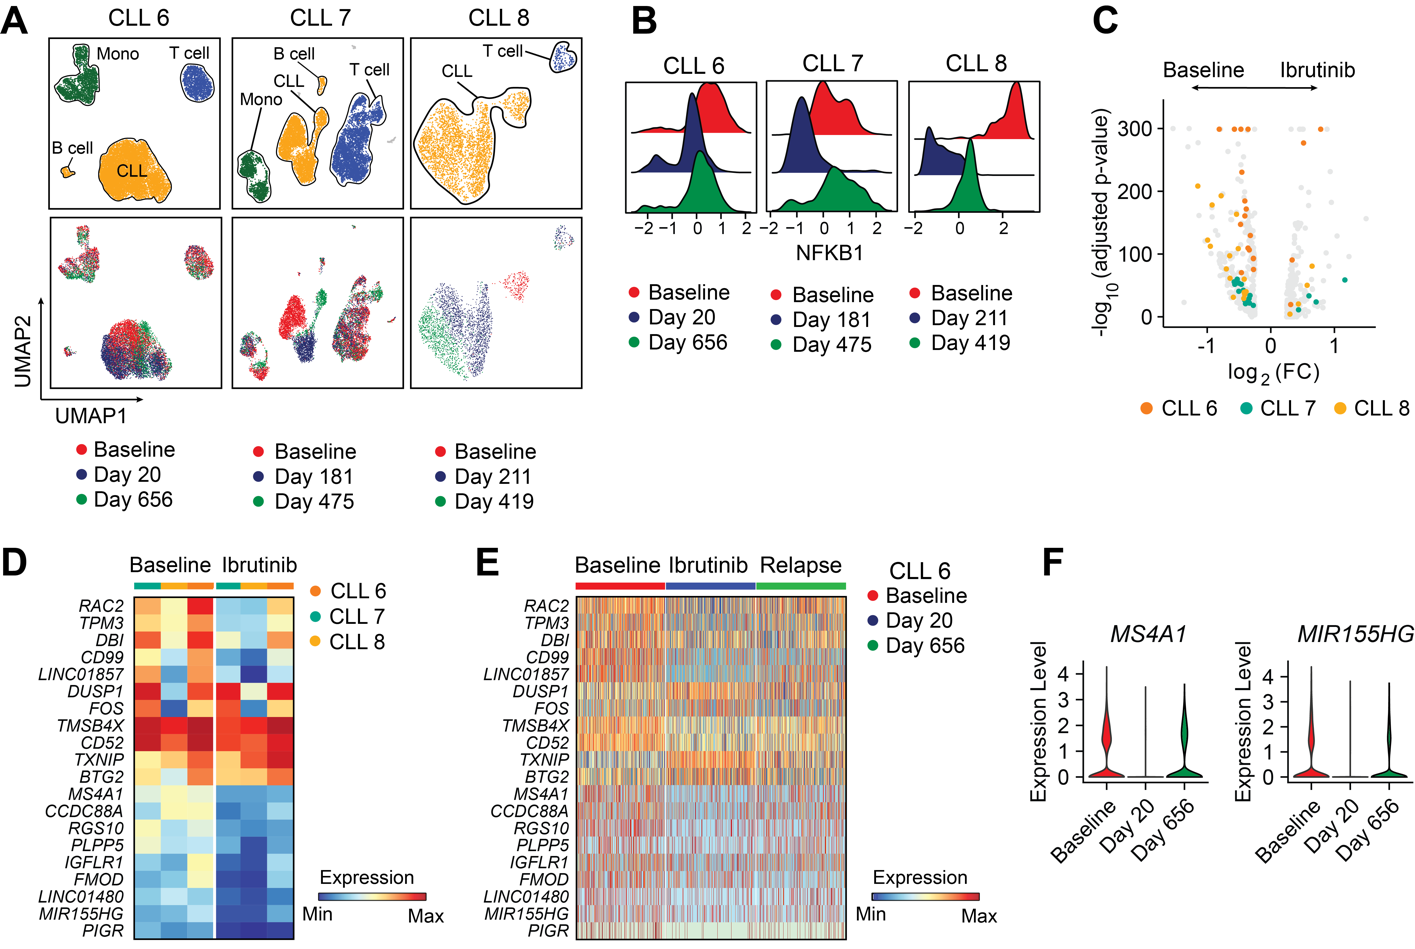 A
CLL 6
CLL 7
CLL 8
Mono
T cell
B cell
CLL
B cell
CLL
T cell
Mono
T cell
CLL
UMAP2
UMAP1
Baseline
Day 20
Day 656
Baseline
Day 181
Day 475
Baseline
Day 211
Day 419
B
CLL 6
CLL 7
CLL 8
−2 −1 0 1 2
−2 −1 0 1 2
−2 0 2
NFKB1
Baseline
Day 20
Day 656
Baseline
Day 181
Day 475
Baseline
Day 211
Day 419
C
Baseline Ibrutinib
-log10 (adjusted p-value)
300
200
100
0
-1 0 1
log2 (FC)
CLL 6 CLL 7 CLL 8
D
Baseline Ibrutinib
CLL 6
CLL 7
CLL 8
RAC2
TPM3
DBI
CD99
LINC01857
DUSP1
FOS
TMSB4X
CD52
TXNIP
BTG2
MS4A1
CCDC88A
RGS10
PLPP5
IGFLR1
FMOD
LINC01480
MIR155HG
PIGR
Expression
Min Max
E
Baseline Ibrutinib Relapse
CLL 6
Baseline
Day 20
Day 656
RAC2
TPM3
DBI
CD99
LINC01857
DUSP1
FOS
TMSB4X
CD52
TXNIP
BTG2
MS4A1
CCDC88A
RGS10
PLPP5
IGFLR1
FMOD
LINC01480
MIR155HG
PIGR
Expression
Min Max
F
MS4A1
Expression Level
4
3
2
1
0
Baseline
Day 20
Day 656
MIR155HG
Expression Level
4
3
2
1
0
Baseline
Day 20
Day 656